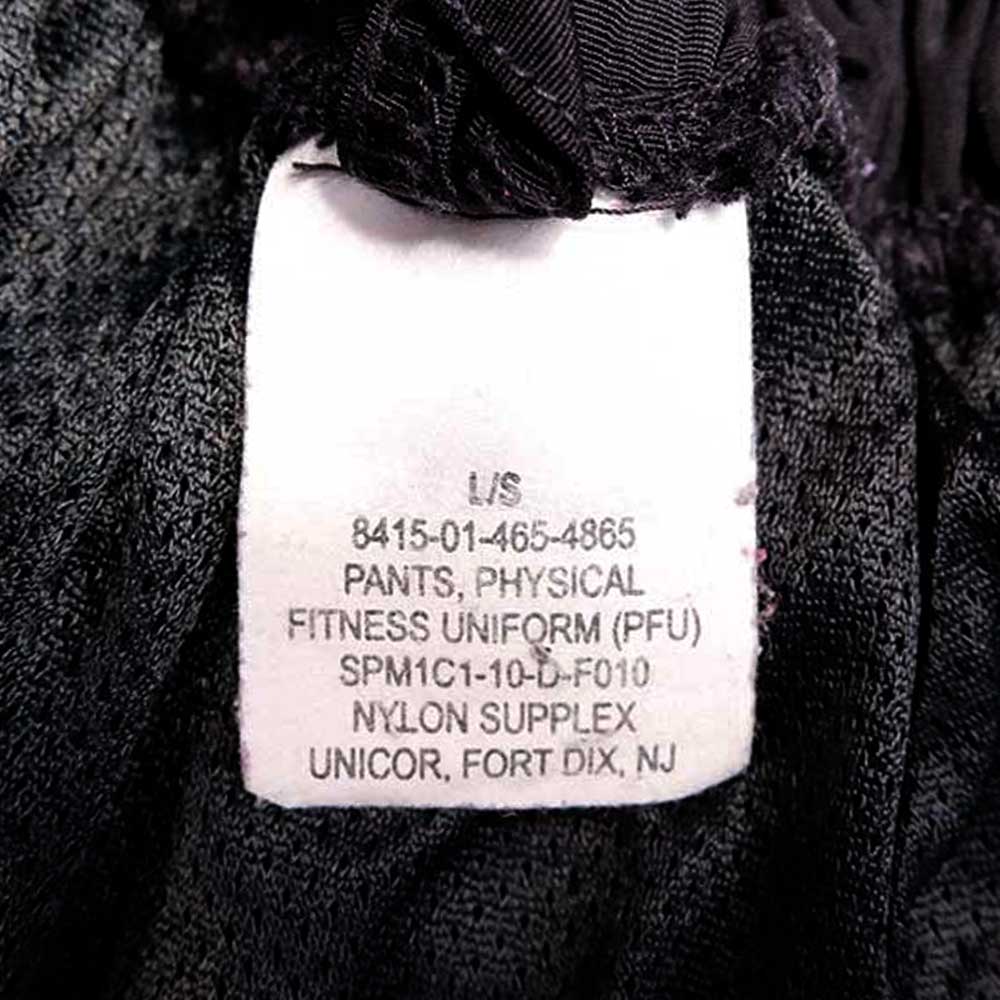 L/S
8415-01-465-4865
PANTS, PHYSICAL
FITNESS UNIFORM (PFU)
SPM1C1-10-D-F010
NYLON SUPPLEX
UNICOR, FORT DIX, NJ